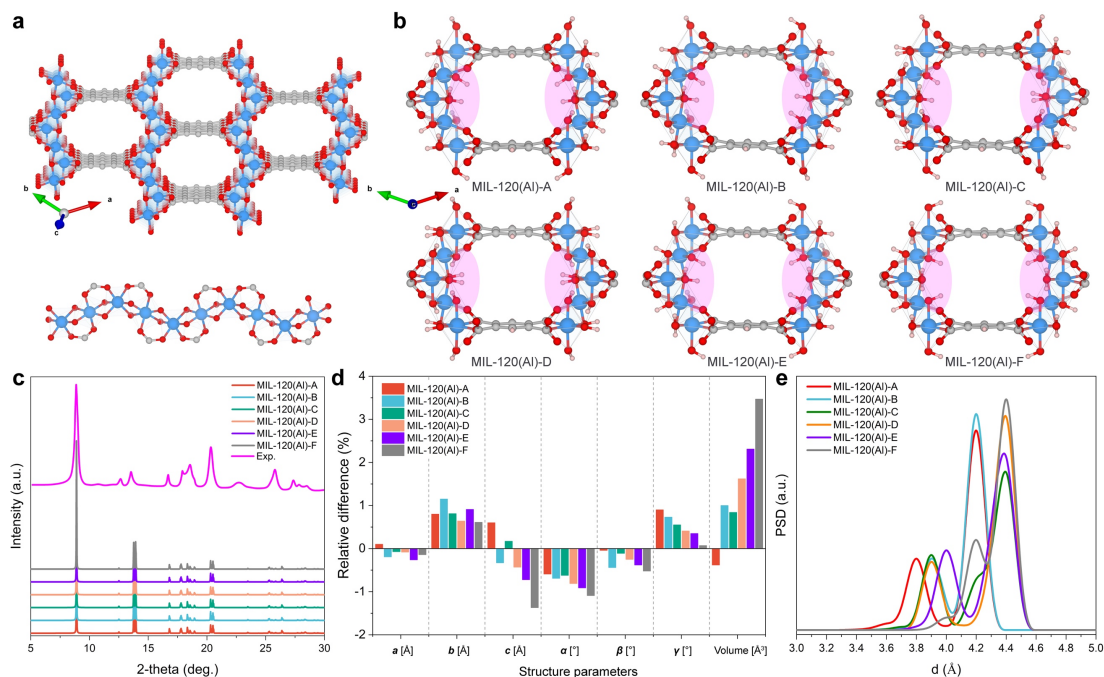 a
b
a
c
b
MIL-120(Al)-A
MIL-120(Al)-B
MIL-120(Al)-C
b
c
a
MIL-120(Al)-D
MIL-120(Al)-E
MIL-120(Al)-F
c
Intensity (a.u.)
MIL-120(Al)-A
MIL-120(Al)-B
MIL-120(Al)-C
MIL-120(Al)-D
MIL-120(Al)-E
MIL-120(Al)-F
Exp.
5 10 15 20 25 30
2-theta (deg.)
d
Relative difference (%)
4
3
2
1
0
-1
-2
MIL-120(Al)-A
MIL-120(Al)-B
MIL-120(Al)-C
MIL-120(Al)-D
MIL-120(Al)-E
MIL-120(Al)-F
a [Å] b [Å] c [Å] α [°] β [°] γ [°] Volume [Å³]
Structure parameters
e
PSD (a.u.)
MIL-120(Al)-A
MIL-120(Al)-B
MIL-120(Al)-C
MIL-120(Al)-D
MIL-120(Al)-E
MIL-120(Al)-F
3.0 3.2 3.4 3.6 3.8 4.0 4.2 4.4 4.6 4.8 5.0
d (Å)